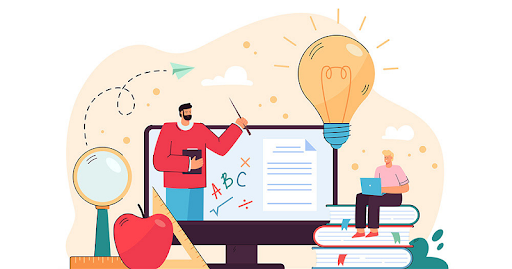 ×
ABC
√ ÷